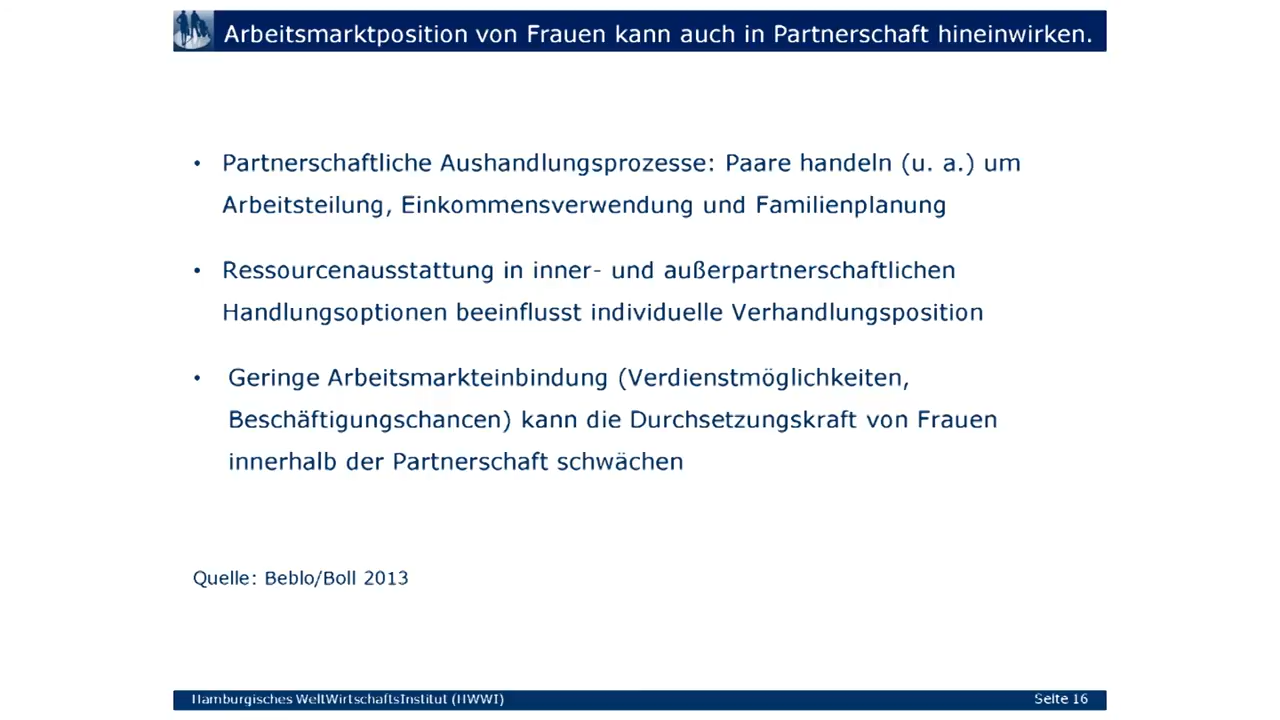 Arbeitsmarktposition von Frauen kann auch in Partnerschaft hineinwirken.
• Partnerschaftliche Aushandlungsprozesse: Paare handeln (u. a.) um
Arbeitsteilung, Einkommensverwendung und Familienplanung
• Ressourcenausstattung in inner- und außerpartnerschaftlichen
Handlungsoptionen beeinflusst individuelle Verhandlungsposition
• Geringe Arbeitsmarkteinbindung (Verdienstmöglichkeiten,
Beschäftigungschancen) kann die Durchsetzungskraft von Frauen
innerhalb der Partnerschaft schwächen
Quelle: Beblo/Boll 2013
Hamburgisches WeltWirtschaftsInstitut (HWWI)
Seite 16